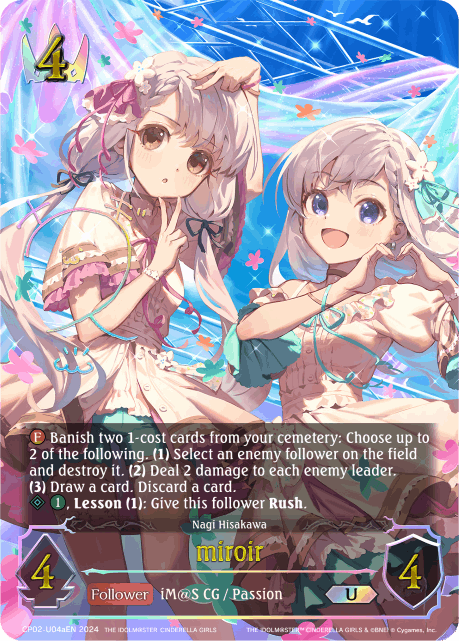 4
F Banish two 1-cost cards from your cemetery: Choose up to
2 of the following. (1) Select an enemy follower on the field
and destroy it. (2) Deal 2 damage to each enemy leader.
(3) Draw a card. Discard a card.
1, Lesson (1): Give this follower Rush.
Nagi Hisakawa
miroir
4
Follower iM@S CG / Passion
U
4
CP02-U04aEN 2024 THE IDOLM@STER CINDERELLA GIRLS
THE IDOLM@STER™ CINDERELLA GIRLS & ©BNEI © Cygames, Inc.